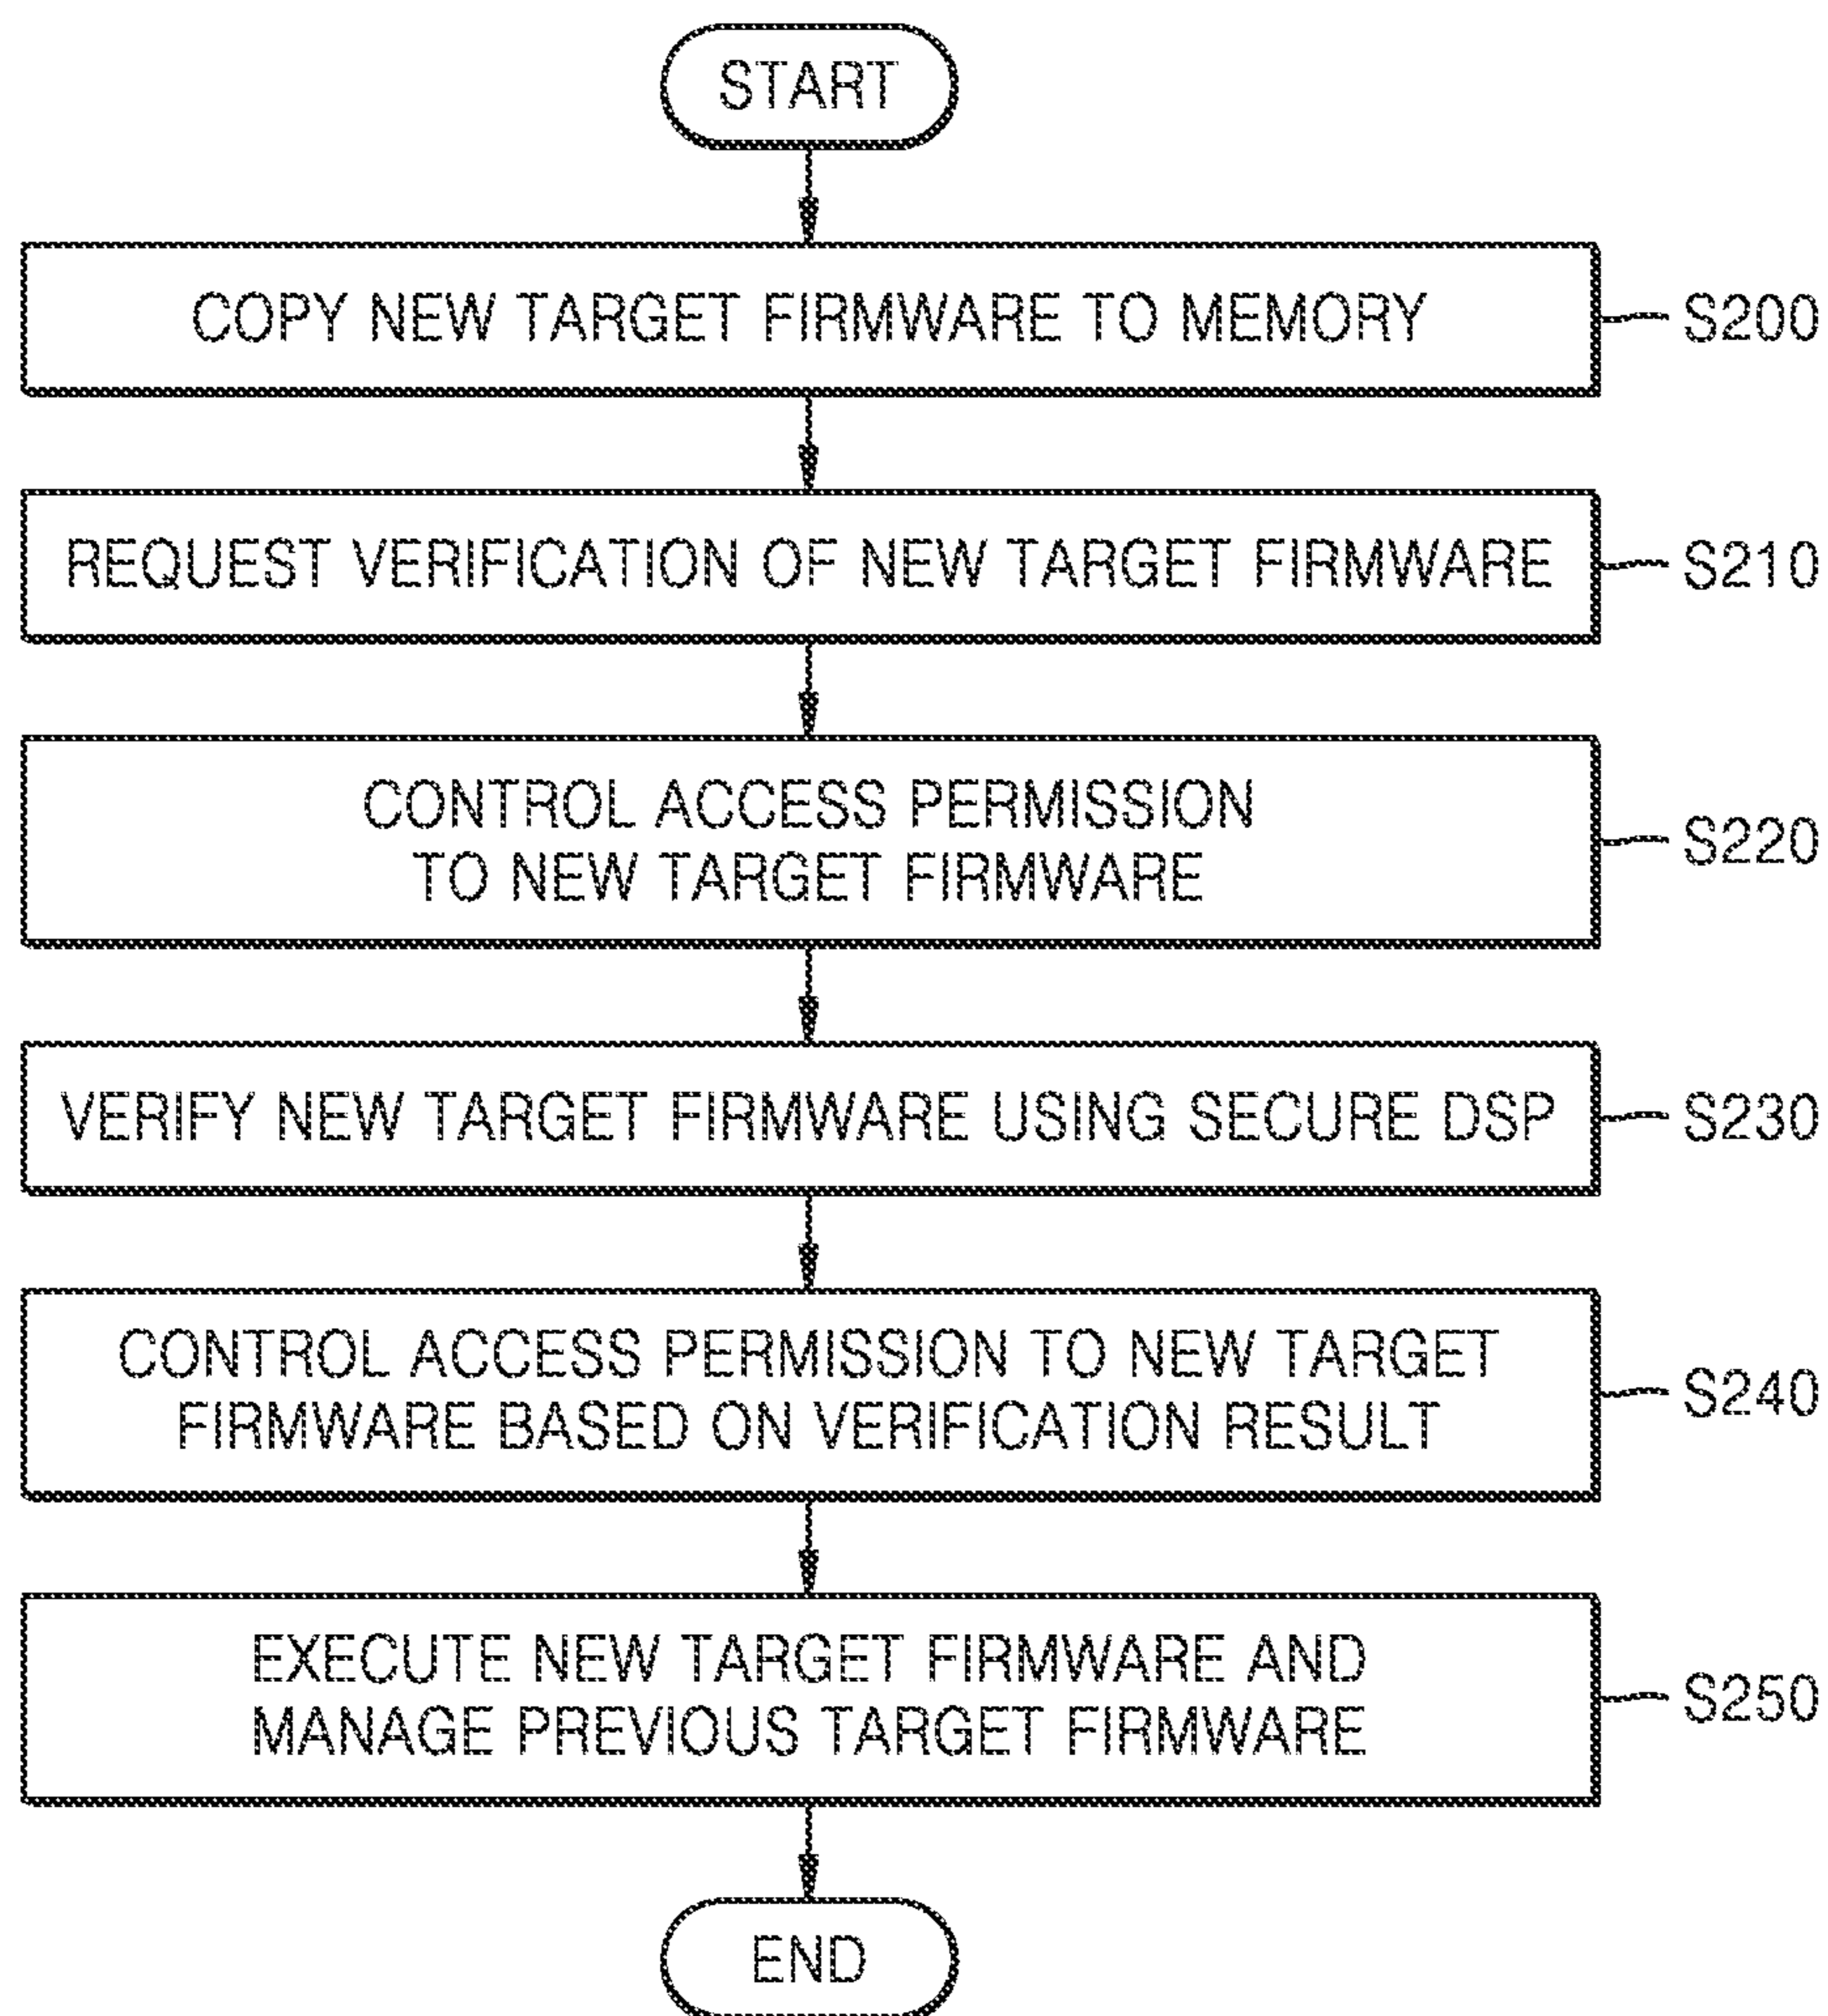 START
COPY NEW TARGET FIRMWARE TO MEMORY
S200
REQUEST VERIFICATION OF NEW TARGET FIRMWARE
S210
CONTROL ACCESS PERMISSION
TO NEW TARGET FIRMWARE
S220
VERIFY NEW TARGET FIRMWARE USING SECURE DSP
S230
CONTROL ACCESS PERMISSION TO NEW TARGET
FIRMWARE BASED ON VERIFICATION RESULT
S240
EXECUTE NEW TARGET FIRMWARE AND
MANAGE PREVIOUS TARGET FIRMWARE
S250
END